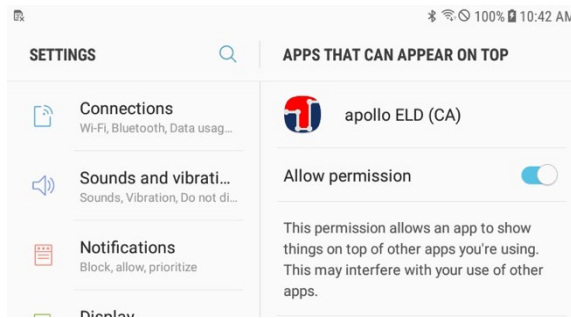 100% 10:42 AM
SETTINGS
APPS THAT CAN APPEAR ON TOP
Connections
Wi-Fi, Bluetooth, Data usag...
Sounds and vibrati...
Sounds, Vibration, Do not di...
Notifications
Block, allow, prioritize
Display
apollo ELD (CA)
Allow permission
This permission allows an app to show
things on top of other apps you're using.
This may interfere with your use of other
apps.